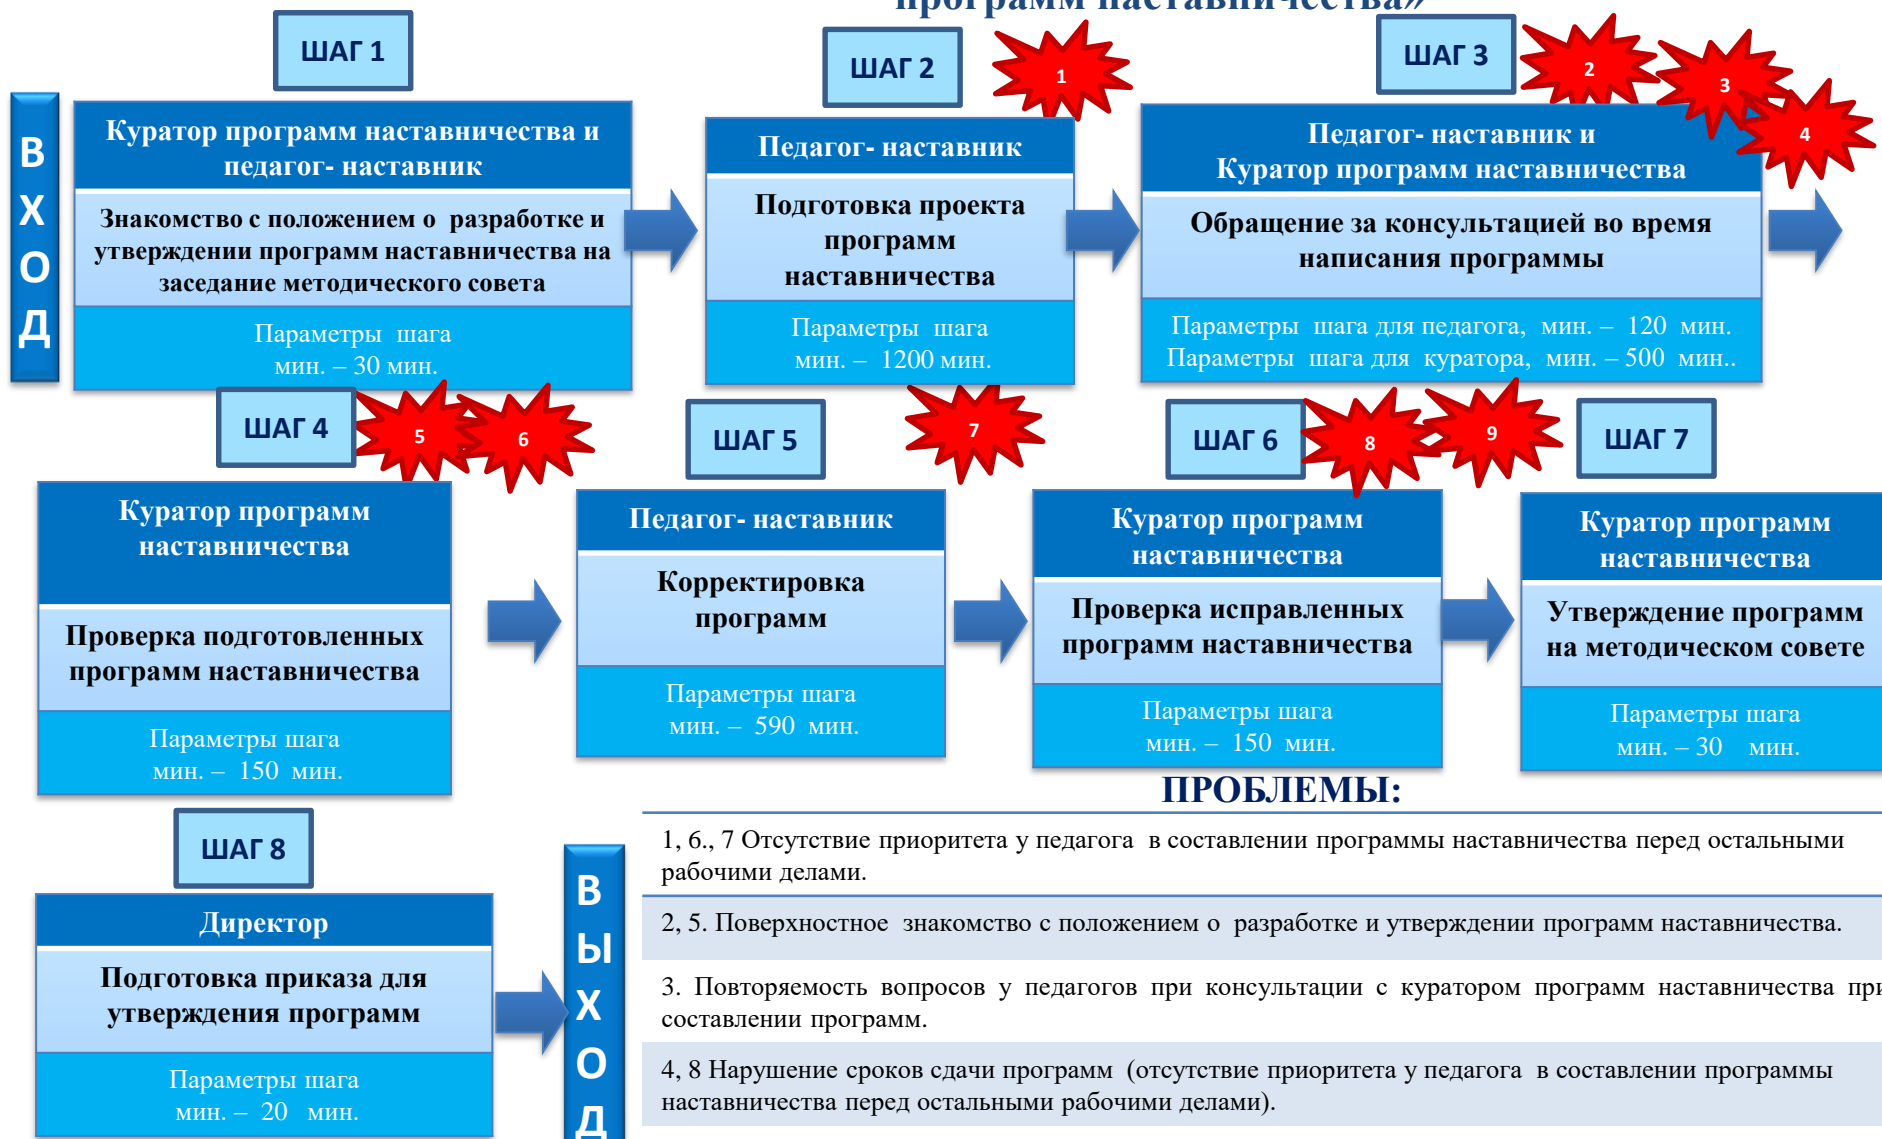 программ наставничества»
ШАГ 1
ШАГ 2
1
ШАГ 3
2
3
4
В
Х
О
Д
Куратор программ наставничества и
педагог- наставник
Знакомство с положением о разработке и
утверждении программ наставничества на
заседание методического совета
Параметры шага
мин. – 30 мин.
Педагог- наставник
Подготовка проекта
программ
наставничества
Параметры шага
мин. – 1200 мин.
Педагог- наставник и
Куратор программ наставничества
Обращение за консультацией во время
написания программы
Параметры шага для педагога, мин. – 120 мин.
Параметры шага для куратора, мин. – 500 мин..
ШАГ 4
5
6
ШАГ 5
7
ШАГ 6
8
9
ШАГ 7
Куратор программ
наставничества
Проверка подготовленных
программ наставничества
Параметры шага
мин. – 150 мин.
Педагог- наставник
Корректировка
программ
Параметры шага
мин. – 590 мин.
Куратор программ
наставничества
Проверка исправленных
программ наставничества
Параметры шага
мин. – 150 мин.
Куратор программ
наставничества
Утверждение программ
на методическом совете
Параметры шага
мин. – 30 мин.
ШАГ 8
Директор
Подготовка приказа для
утверждения программ
Параметры шага
мин. – 20 мин.
В
Ы
Х
О
Д
ПРОБЛЕМЫ:
1, 6., 7 Отсутствие приоритета у педагога в составлении программы наставничества перед остальными
рабочими делами.
2, 5. Поверхностное знакомство с положением о разработке и утверждении программ наставничества.
3. Повторяемость вопросов у педагогов при консультации с куратором программ наставничества при
составлении программ.
4, 8 Нарушение сроков сдачи программ (отсутствие приоритета у педагога в составлении программы
наставничества перед остальными рабочими делами).